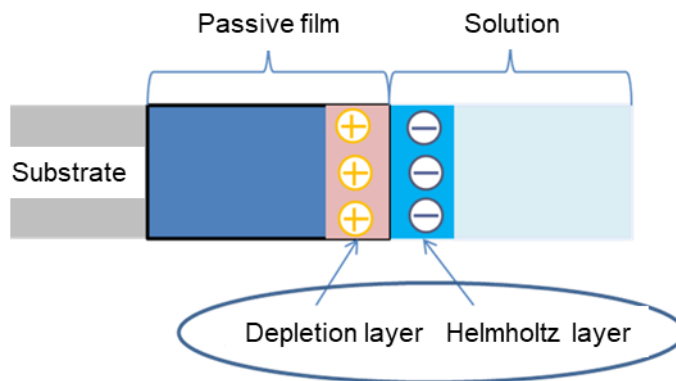 Passive film
Solution
Substrate
Depletion layer
Helmholtz layer